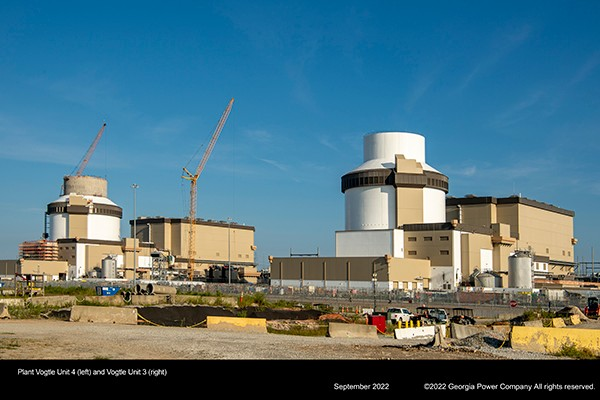 Plant Vogtle Unit 4 (left) and Vogtle Unit 3 (right)
September 2022 ©2022 Georgia Power Company All rights reserved.